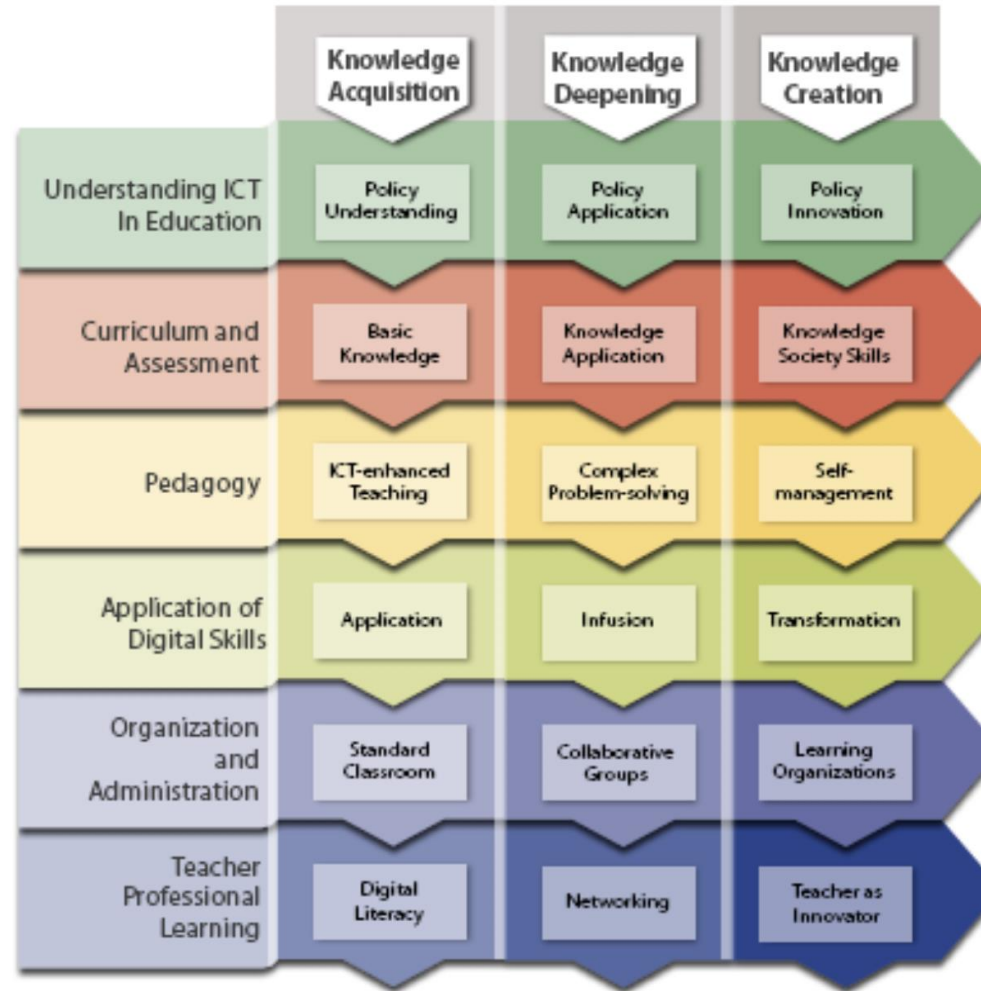 Knowledge
Acquisition
Knowledge
Deepening
Knowledge
Creation
Understanding ICT
In Education
Policy
Understanding
Policy
Application
Policy
Innovation
Curriculum and
Assessment
Basic
Knowledge
Knowledge
Application
Knowledge
Society Skills
Pedagogy
ICT-enhanced
Teaching
Complex
Problem-solving
Self-
management
Application of
Digital Skills
Application
Infusion
Transformation
Organization
and
Administration
Standard
Classroom
Collaborative
Groups
Learning
Organizations
Teacher
Professional
Learning
Digital
Literacy
Networking
Teacher as
Innovator